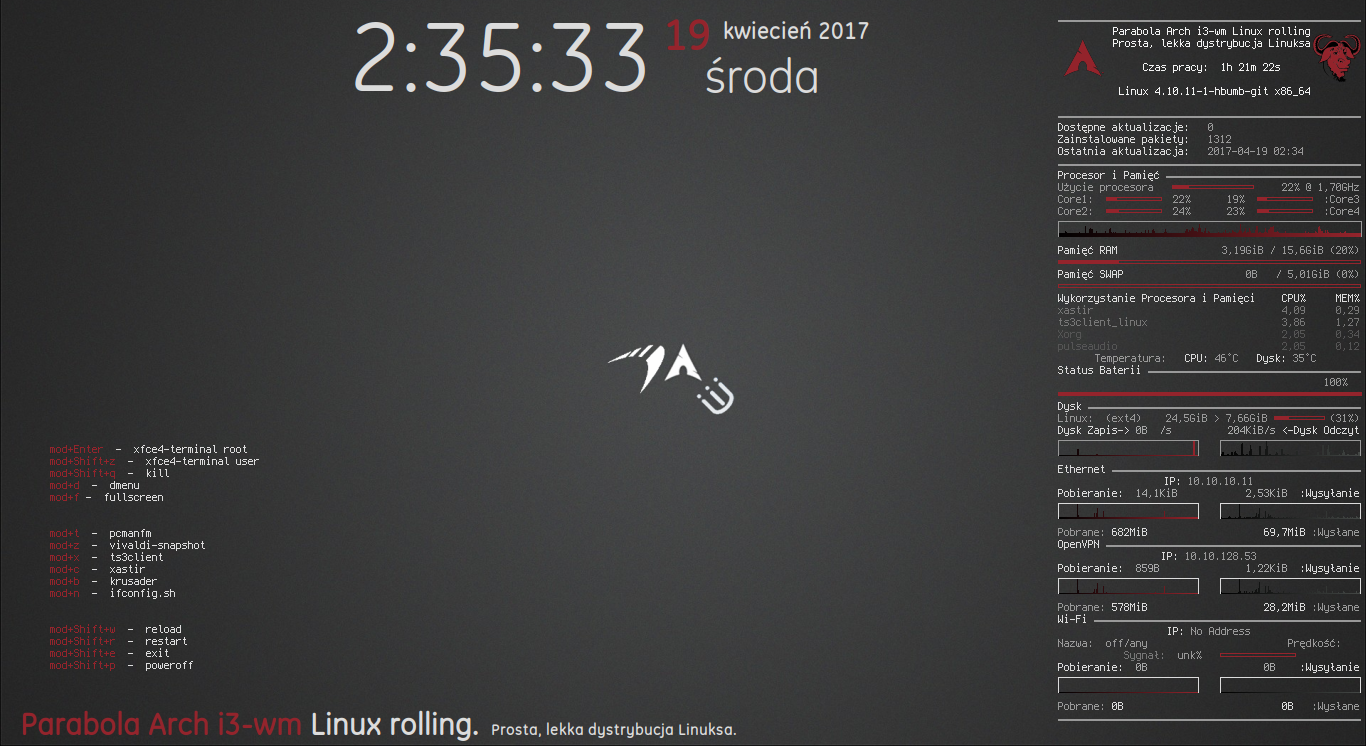 2:35:33 19 kwiecień 2017
środa
Parabola Arch i3-wm Linux rolling
Prosta, lekka dystrybucja Linuksa
Czas pracy: 1h 21m 22s
Linux 4.10.11-1-hbumb-git x86_64
Dostępne aktualizacje: 0
Zainstalowane pakiety: 1312
Ostatnia aktualizacja: 2017-04-19 02:34
Procesor i Pamięć
Użycie procesora 22% @ 1,70GHz
Core1: 22% 19% :Core3
Core2: 24% 23% :Core4
Pamięć RAM 3,19GiB / 15,6GiB (20%)
Pamięć SWAP 0B / 5,01GiB (0%)
Wykorzystanie Procesora i Pamięci CPU% MEM%
xastir 4,09 0,29
ts3client_linux 3,86 1,27
Xorg 2,05 0,34
pulseaudio 2,05 0,12
Temperatura: CPU: 46°C Dysk: 35°C
Status Baterii
100%
Dysk
Linux: (ext4) 24,5GiB > 7,66GiB (31%)
Dysk Zapis-> 0B /s 204KiB/s <-Dysk Odczyt
Ethernet
IP: 10.10.10.11
Pobieranie: 14,1KiB 2,53KiB :Wysyłanie
Pobrane: 682MiB 69,7MiB :Wysłane
OpenVPN
IP: 10.10.128.53
Pobieranie: 859B 1,22KiB :Wysyłanie
Pobrane: 578MiB 28,2MiB :Wysłane
Wi-Fi
IP: No Address
Nazwa: off/any Prędkość:
Sygnał: unk%
Pobieranie: 0B 0B :Wysyłanie
Pobrane: 0B 0B :Wysłane
mod+Enter – xfce4-terminal root
mod+Shift+z – xfce4-terminal user
mod+Shift+q – kill
mod+d – dmenu
mod+f – fullscreen
mod+t – pcmanfm
mod+z – vivaldi-snapshot
mod+x – ts3client
mod+c – xastir
mod+b – krusader
mod+n – ifconfig.sh
mod+Shift+w – reload
mod+Shift+r – restart
mod+Shift+e – exit
mod+Shift+p – poweroff
Parabola Arch i3-wm Linux rolling. Prosta, lekka dystrybucja Linuksa.